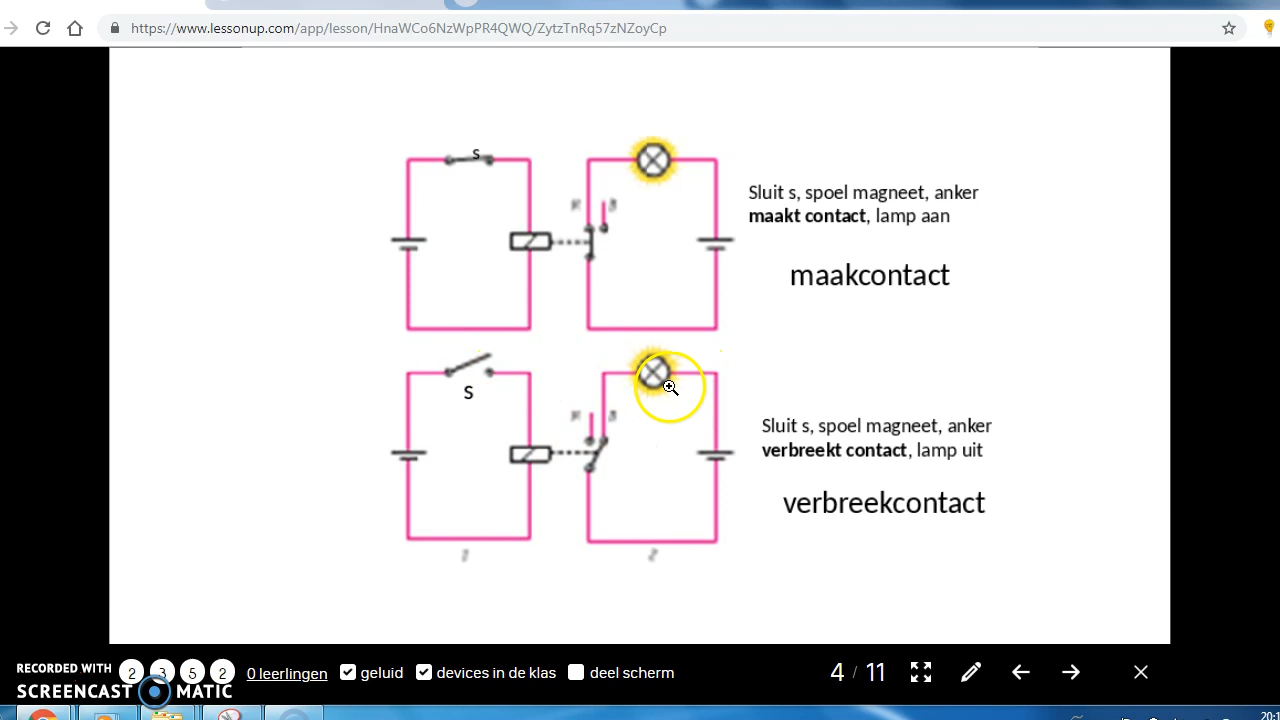 https://www.lessonup.com/app/lesson/HnaWCo6NzWpPR4QWQ/ZytzTnRq57zNZoyCp
s
Sluit s, spoel magneet, anker
maakt contact, lamp aan
maakcontact
s
Sluit s, spoel magneet, anker
verbreekt contact, lamp uit
verbreekcontact
RECORDED WITH
SCREENCAST MATIC
2 3 5 2
0 leerlingen
geluid
devices in de klas
deel scherm
4 / 11